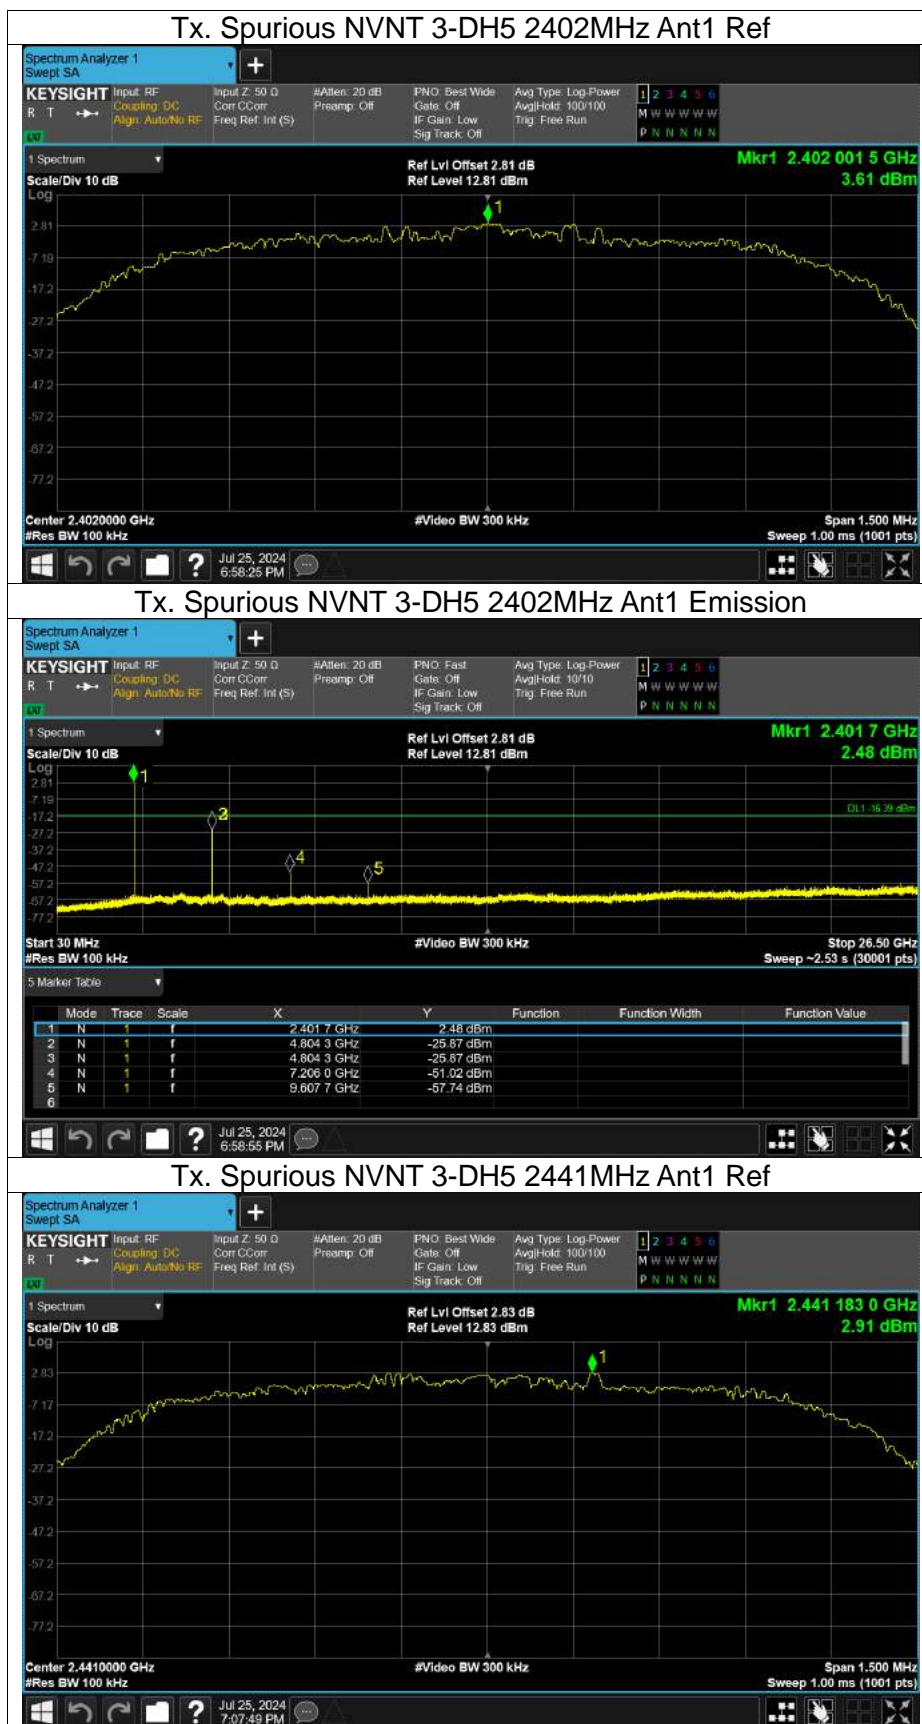 Tx. Spurious NVNT 3-DH5 2402MHz Ant1 Ref
Spectrum Analyzer 1
Swept SA
KEYSIGHT Input: RF Input Z: 50 Ω #Atten: 20 dB PNO: Best Wide Avg Type: Log-Power 1 2 3 4 5 6
R T Coupling: DC Corr CCorr Preamp: Off Gate: Off Avg|Hold: 100/100 M W W W W W
Align: Auto/No RF Freq Ref: Int (S) IF Gain: Low Trig: Free Run
LXI Sig Track: Off P N N N N N
1 Spectrum Ref Lvl Offset 2.81 dB Mkr1 2.402 001 5 GHz
Scale/Div 10 dB Ref Level 12.81 dBm 3.61 dBm
Log
1
2.81
-7.19
-17.2
-27.2
-37.2
-47.2
-57.2
-67.2
-77.2
Center 2.4020000 GHz #Video BW 300 kHz Span 1.500 MHz
#Res BW 100 kHz Sweep 1.00 ms (1001 pts)
? Jul 25, 2024
6:58:25 PM
Tx. Spurious NVNT 3-DH5 2402MHz Ant1 Emission
Spectrum Analyzer 1
Swept SA
KEYSIGHT Input: RF Input Z: 50 Ω #Atten: 20 dB PNO: Fast Avg Type: Log-Power 1 2 3 4 5 6
R T Coupling: DC Corr CCorr Preamp: Off Gate: Off Avg|Hold: 10/10 M W W W W W
Align: Auto/No RF Freq Ref: Int (S) IF Gain: Low Trig: Free Run
LXI Sig Track: Off P N N N N N
1 Spectrum Ref Lvl Offset 2.81 dB Mkr1 2.401 7 GHz
Scale/Div 10 dB Ref Level 12.81 dBm 2.48 dBm
Log
1
2.81
-7.19
DL1 -16.39 dBm
-17.2 3
-27.2
-37.2
4
-47.2 5
-57.2
-67.2
-77.2
Start 30 MHz #Video BW 300 kHz Stop 26.50 GHz
#Res BW 100 kHz Sweep ~2.53 s (30001 pts)
5 Marker Table
Mode Trace Scale X Y Function Function Width Function Value
1 N 1 f 2.401 7 GHz 2.48 dBm
2 N 1 f 4.804 3 GHz -25.87 dBm
3 N 1 f 4.804 3 GHz -25.87 dBm
4 N 1 f 7.206 0 GHz -51.02 dBm
5 N 1 f 9.607 7 GHz -57.74 dBm
6
? Jul 25, 2024
6:58:55 PM
Tx. Spurious NVNT 3-DH5 2441MHz Ant1 Ref
Spectrum Analyzer 1
Swept SA
KEYSIGHT Input: RF Input Z: 50 Ω #Atten: 20 dB PNO: Best Wide Avg Type: Log-Power 1 2 3 4 5 6
R T Coupling: DC Corr CCorr Preamp: Off Gate: Off Avg|Hold: 100/100 M W W W W W
Align: Auto/No RF Freq Ref: Int (S) IF Gain: Low Trig: Free Run
LXI Sig Track: Off P N N N N N
1 Spectrum Ref Lvl Offset 2.83 dB Mkr1 2.441 183 0 GHz
Scale/Div 10 dB Ref Level 12.83 dBm 2.91 dBm
Log
1
2.83
-7.17
-17.2
-27.2
-37.2
-47.2
-57.2
-67.2
-77.2
Center 2.4410000 GHz #Video BW 300 kHz Span 1.500 MHz
#Res BW 100 kHz Sweep 1.00 ms (1001 pts)
? Jul 25, 2024
7:07:49 PM